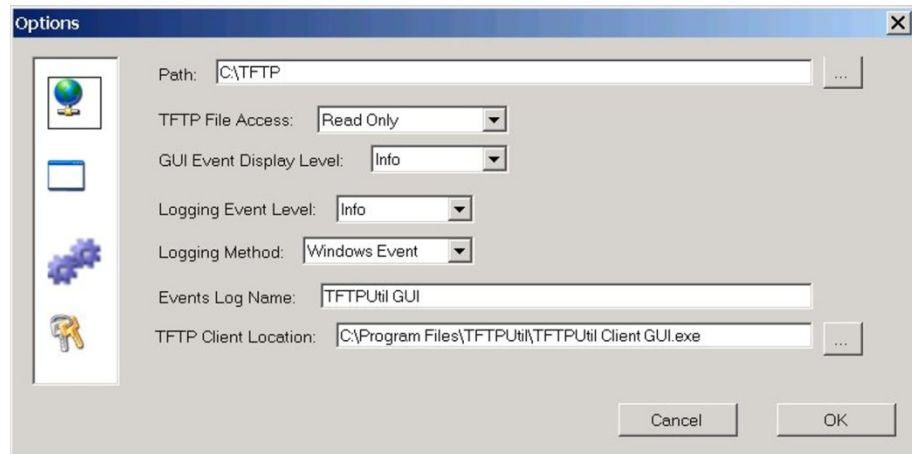 Options
Path: C:\TFTP ...
TFTP File Access: Read Only
GUI Event Display Level: Info
Logging Event Level: Info
Logging Method: Windows Event
Events Log Name: TFTPUtil GUI
TFTP Client Location: C:\Program Files\TFTPUtil\TFTPUtil Client GUI.exe ...
Cancel OK